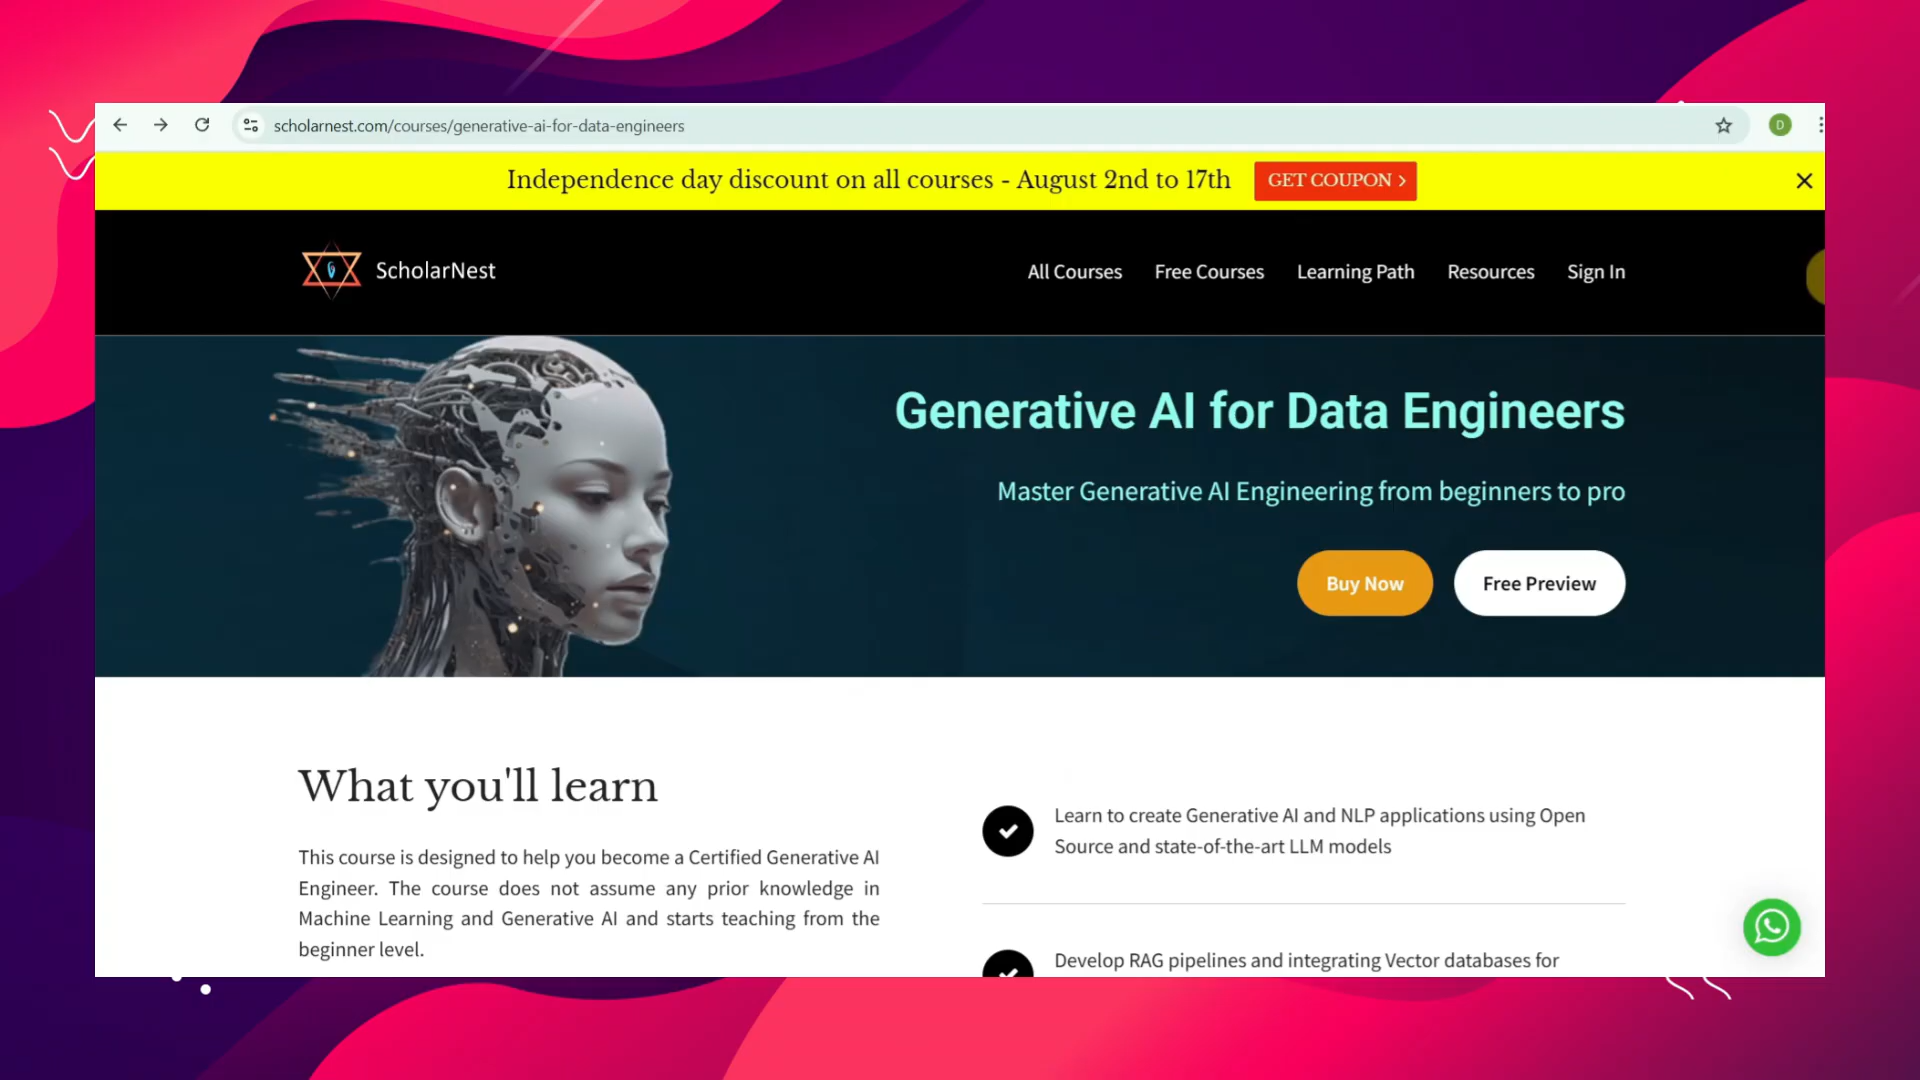 scholarnest.com/courses/generative-ai-for-data-engineers
D
Independence day discount on all courses - August 2nd to 17th
GET COUPON >
ScholarNest
All Courses
Free Courses
Learning Path
Resources
Sign In
Generative AI for Data Engineers
Master Generative AI Engineering from beginners to pro
Buy Now
Free Preview
What you'll learn
This course is designed to help you become a Certified Generative AI
Engineer. The course does not assume any prior knowledge in
Machine Learning and Generative AI and starts teaching from the
beginner level.
Learn to create Generative AI and NLP applications using Open
Source and state-of-the-art LLM models
Develop RAG pipelines and integrating Vector databases for